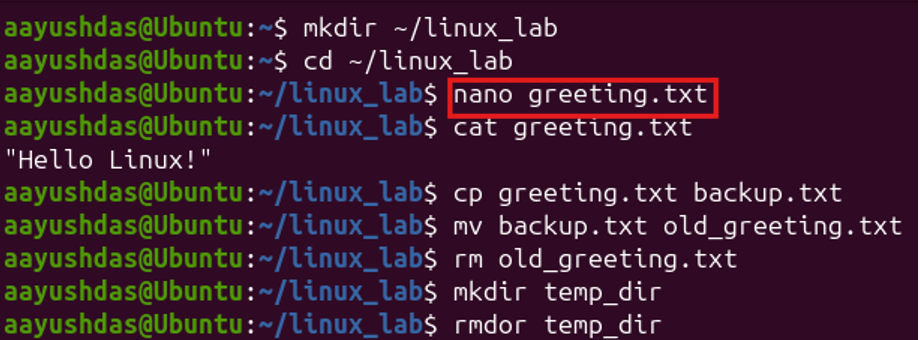 aayushdas@Ubuntu:~$ mkdir ~/linux_lab
aayushdas@Ubuntu:~$ cd ~/linux_lab
aayushdas@Ubuntu:~/linux_lab$ nano greeting.txt
aayushdas@Ubuntu:~/linux_lab$ cat greeting.txt
"Hello Linux!"
aayushdas@Ubuntu:~/linux_lab$ cp greeting.txt backup.txt
aayushdas@Ubuntu:~/linux_lab$ mv backup.txt old_greeting.txt
aayushdas@Ubuntu:~/linux_lab$ rm old_greeting.txt
aayushdas@Ubuntu:~/linux_lab$ mkdir temp_dir
aayushdas@Ubuntu:~/linux_lab$ rmdor temp_dir